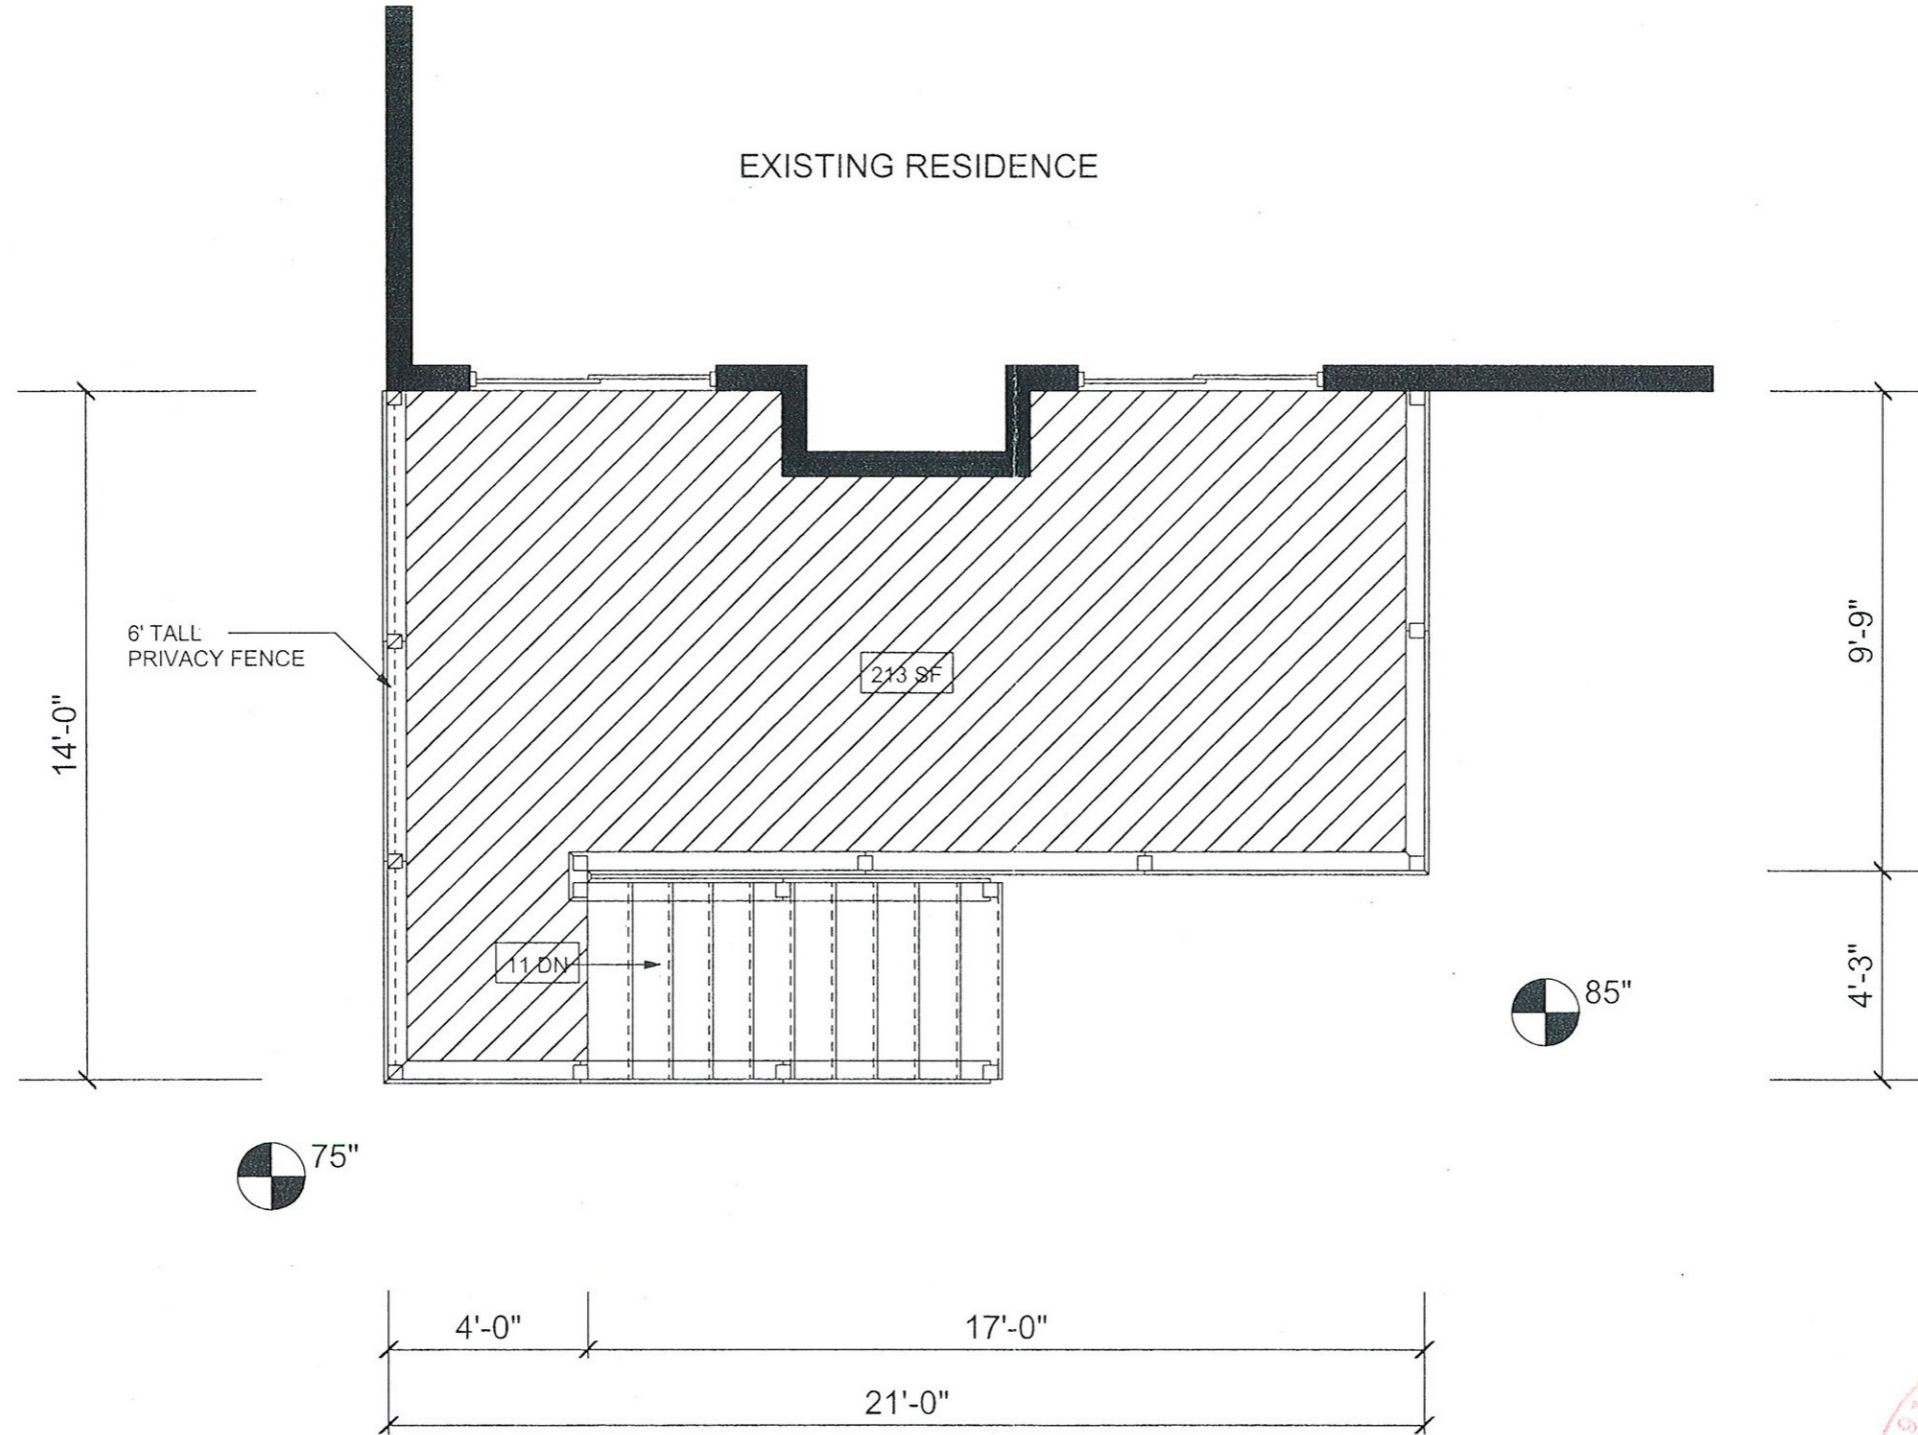 EXISTING RESIDENCE
6' TALL
PRIVACY FENCE
14'-0"
9'-9"
213 SF
11 DN
4'-3"
85"
75"
4'-0"
17'-0"
21'-0"